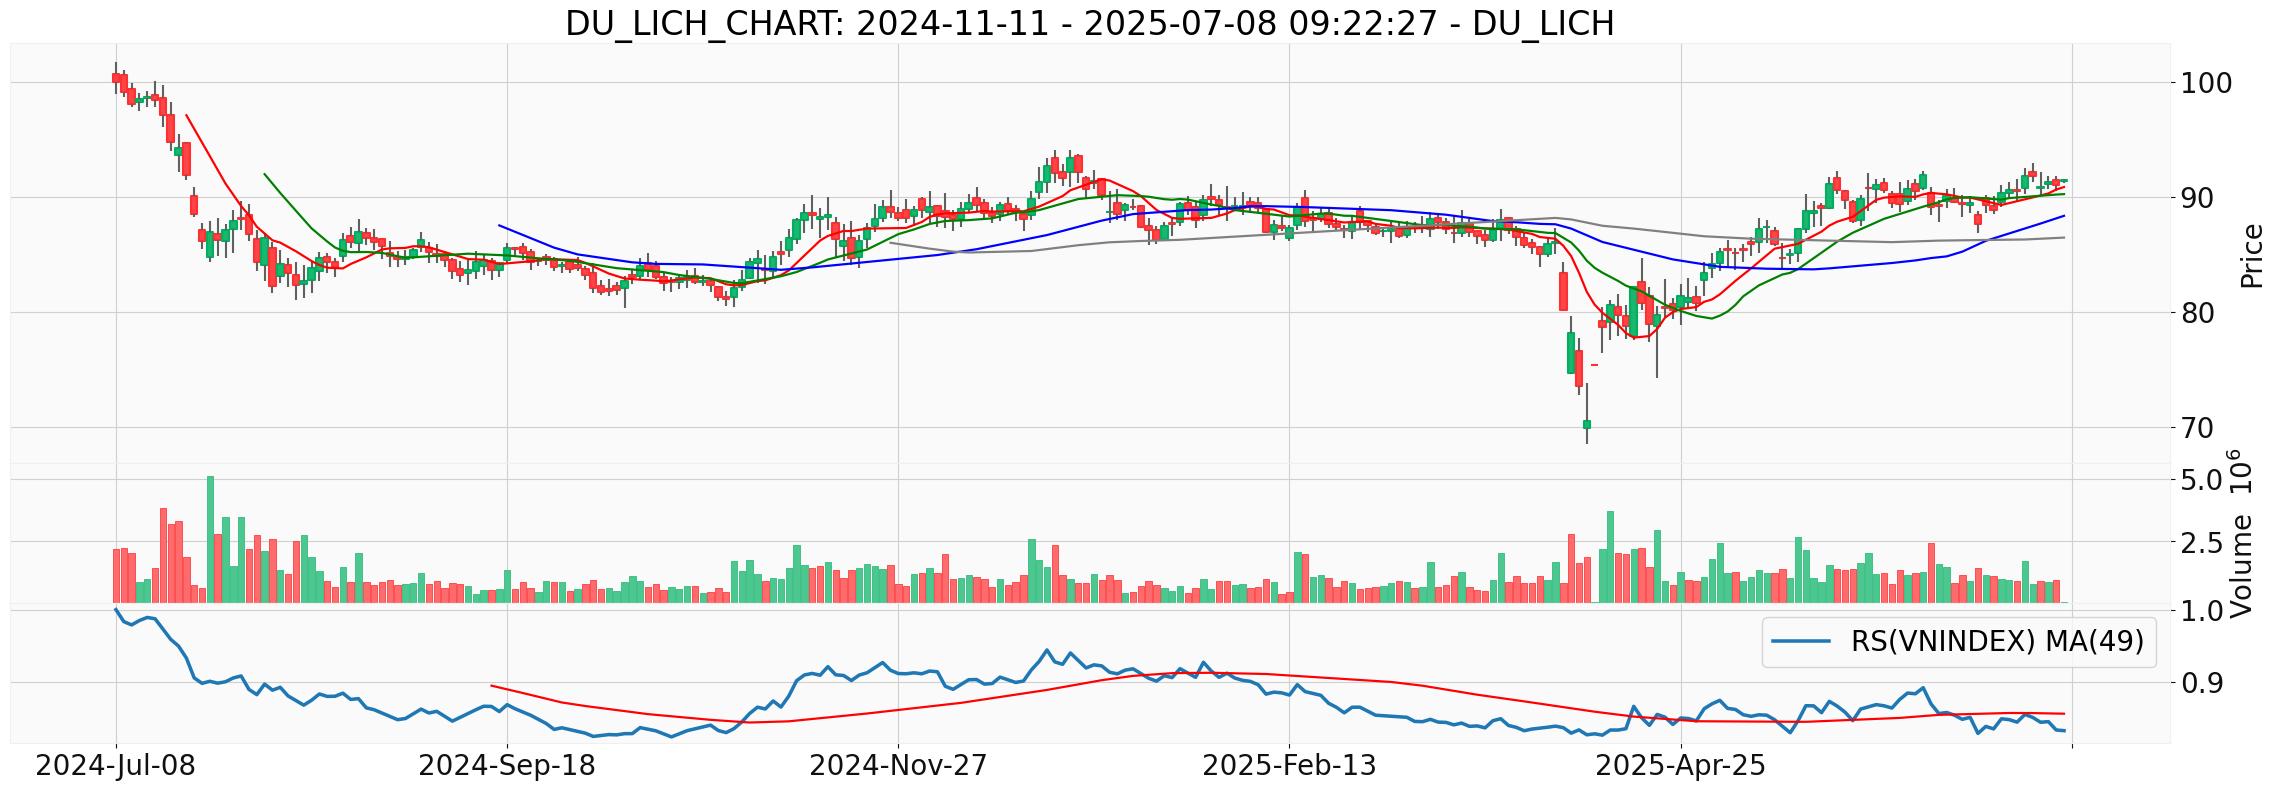 DU_LICH_CHART: 2024-11-11 - 2025-07-08 09:22:27 - DU_LICH
100
90
80
70
Price
5.0
2.5
Volume 10^6
1.0
0.9
RS(VNINDEX) MA(49)
2024-Jul-08
2024-Sep-18
2024-Nov-27
2025-Feb-13
2025-Apr-25